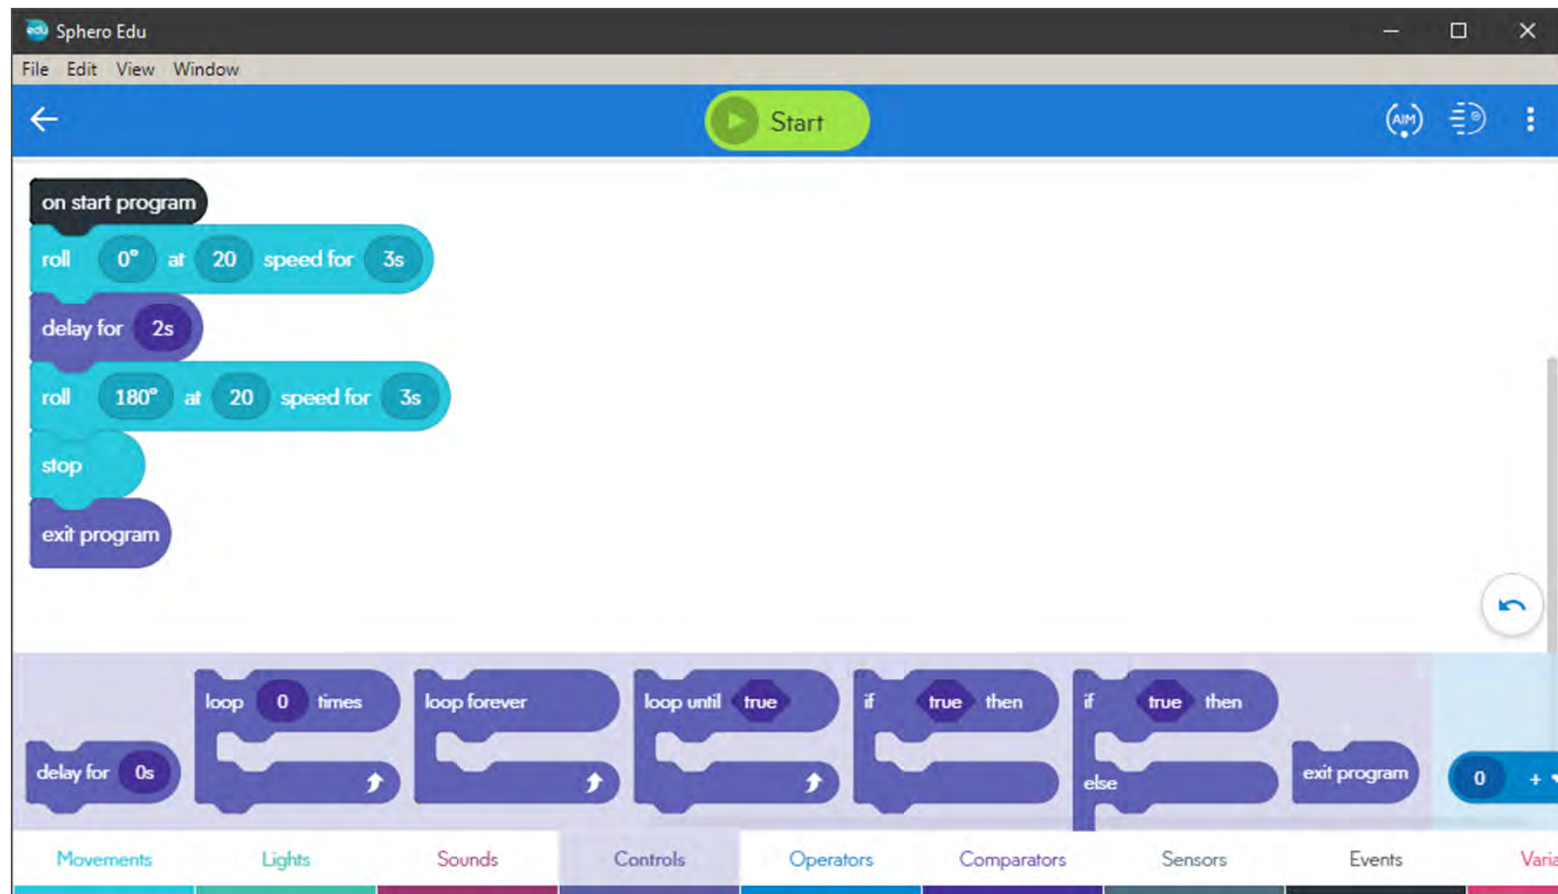 edu Sphero Edu
File Edit View Window
Start
AIM
on start program
roll 0° at 20 speed for 3s
delay for 2s
roll 180° at 20 speed for 3s
stop
exit program
loop 0 times
loop forever
loop until true
if true then
if true then
delay for 0s
else
exit program
0 +
Movements Lights Sounds Controls Operators Comparators Sensors Events Varia